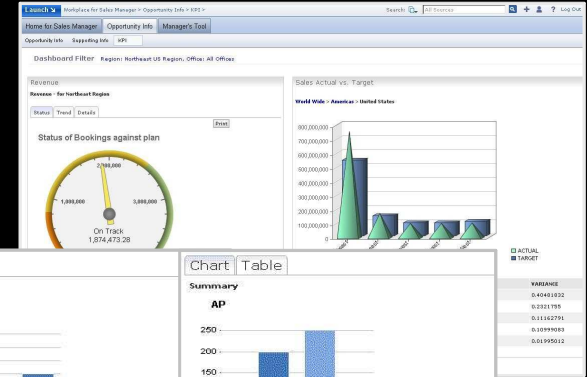 Launch
Workplace for Sales Manager > Opportunity Info > KPI >
Search: All Sources
? Log Out
Home for Sales Manager Opportunity Info Manager's Tool
Opportunity Info Supporting Info KPI
Dashboard Filter Region: Northeast US Region, Office: All Offices
Revenue
Revenue - for Northeast Region
Status Trend Details
Print
Status of Bookings against plan
1,000,000
3,000,000
On Track
1,874,473.28
Sales Actual vs. Target
World Wide > Americas > United States
800,000,000
700,000,000
600,000,000
500,000,000
400,000,000
300,000,000
200,000,000
100,000,000
0
ACTUAL
TARGET
Chart Table
Summary
AP
250
200
150
VARIANCE
0.40481832
0.2321755
0.11162791
0.10999083
0.01995012